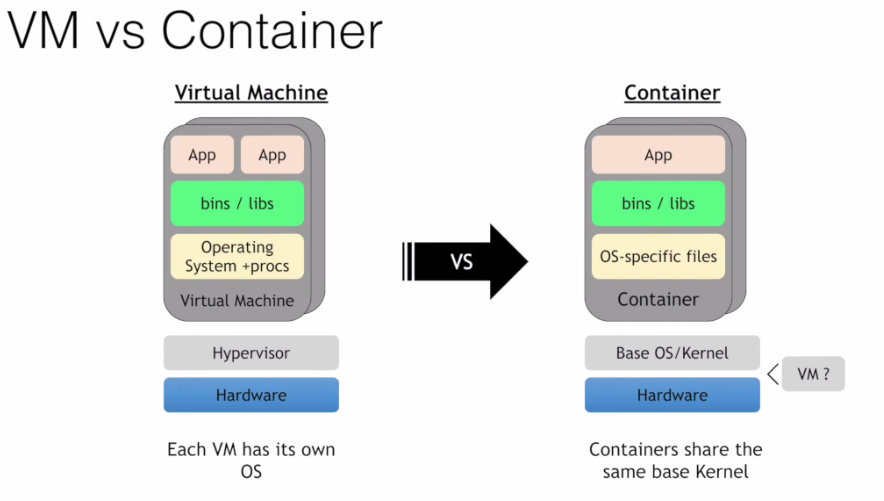 VM vs Container
Virtual Machine
App App
bins / libs
Operating
System +procs
Virtual Machine
Hypervisor
Hardware
Each VM has its own
OS
VS
Container
App
bins / libs
OS-specific files
Container
Base OS/Kernel
VM ?
Hardware
Containers share the
same base Kernel